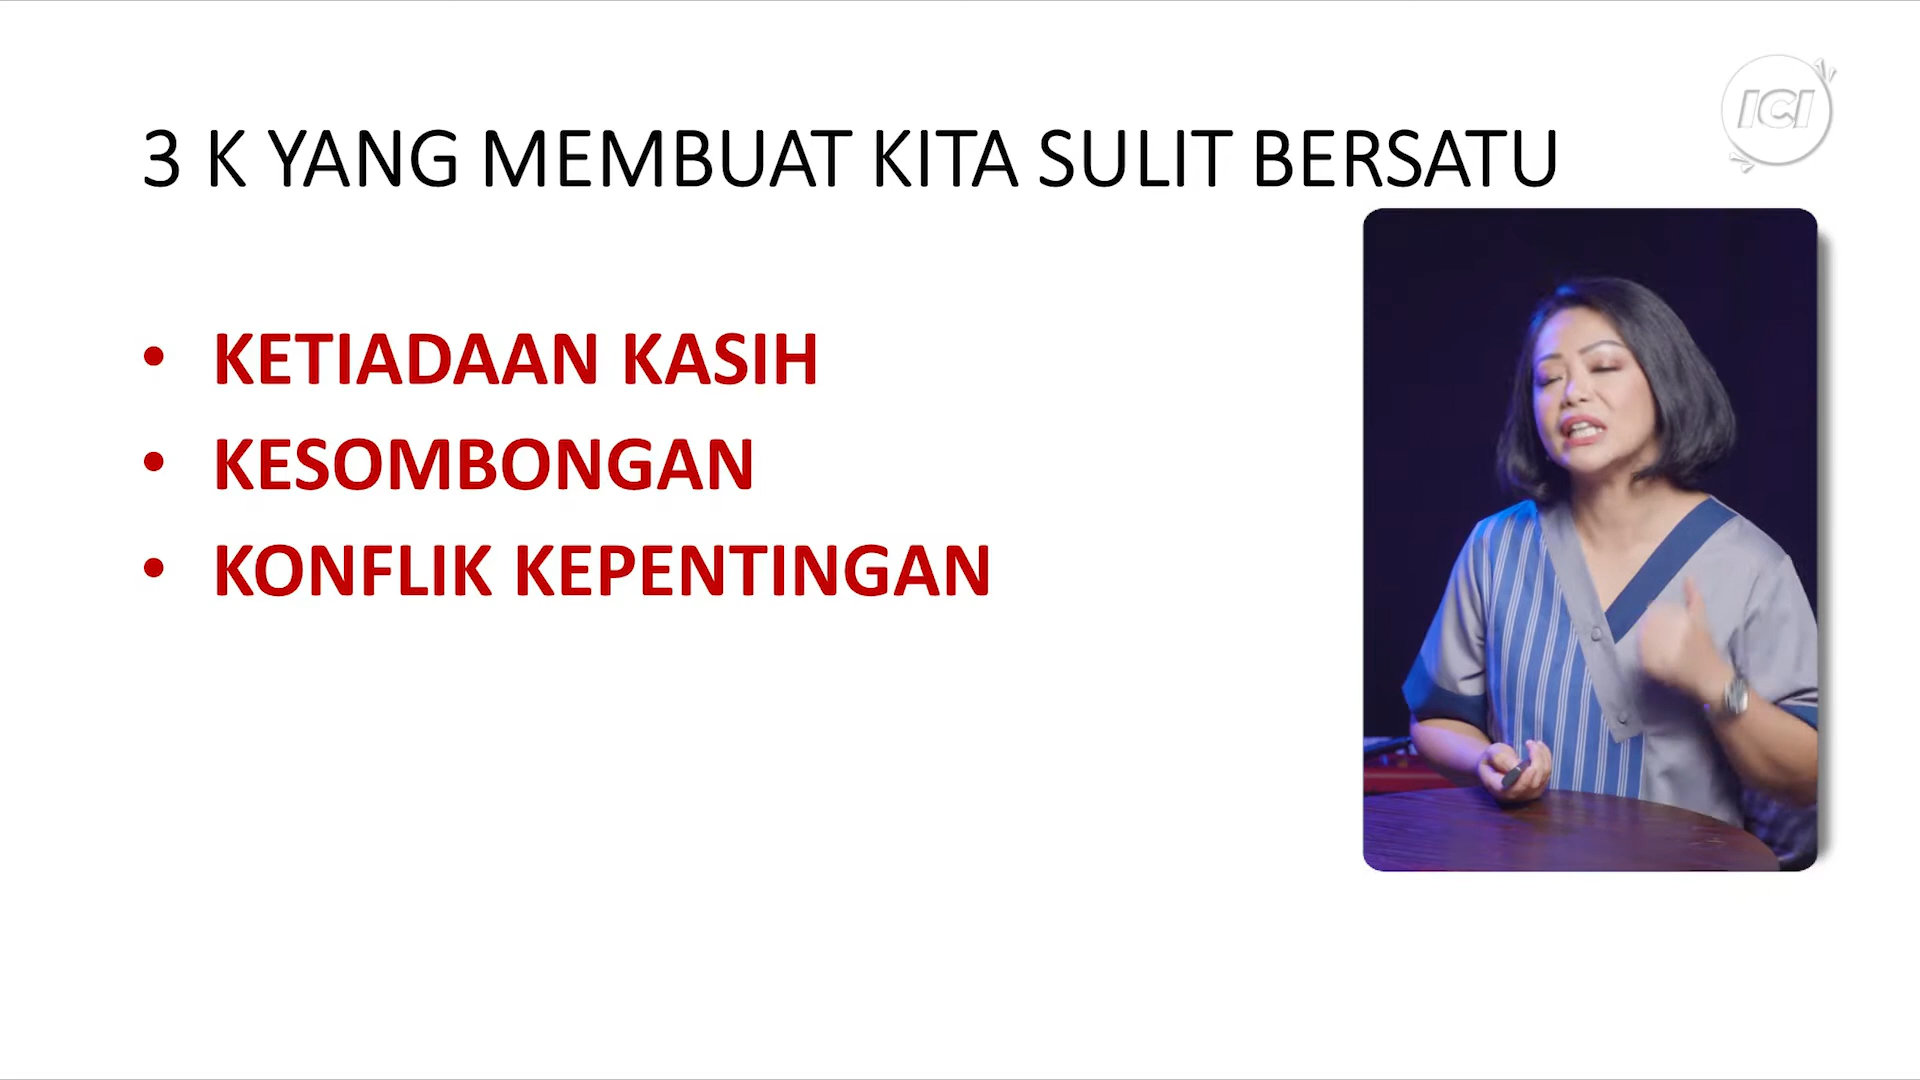 ICI
3 K YANG MEMBUAT KITA SULIT BERSATU
• KETIADAAN KASIH
• KESOMBONGAN
• KONFLIK KEPENTINGAN